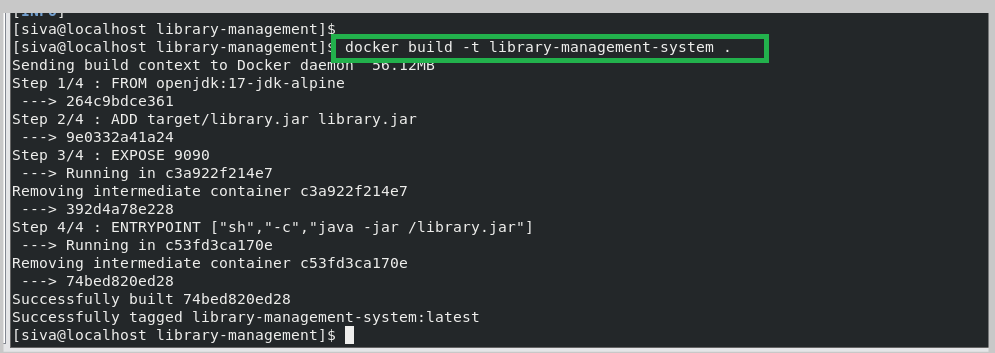 [INFO]
[siva@localhost library-management]$
[siva@localhost library-management]$ docker build -t library-management-system .
Sending build context to Docker daemon  56.12MB
Step 1/4 : FROM openjdk:17-jdk-alpine
 ---> 264c9bdce361
Step 2/4 : ADD target/library.jar library.jar
 ---> 9e0332a41a24
Step 3/4 : EXPOSE 9090
 ---> Running in c3a922f214e7
Removing intermediate container c3a922f214e7
 ---> 392d4a78e228
Step 4/4 : ENTRYPOINT ["sh","-c","java -jar /library.jar"]
 ---> Running in c53fd3ca170e
Removing intermediate container c53fd3ca170e
 ---> 74bed820ed28
Successfully built 74bed820ed28
Successfully tagged library-management-system:latest
[siva@localhost library-management]$